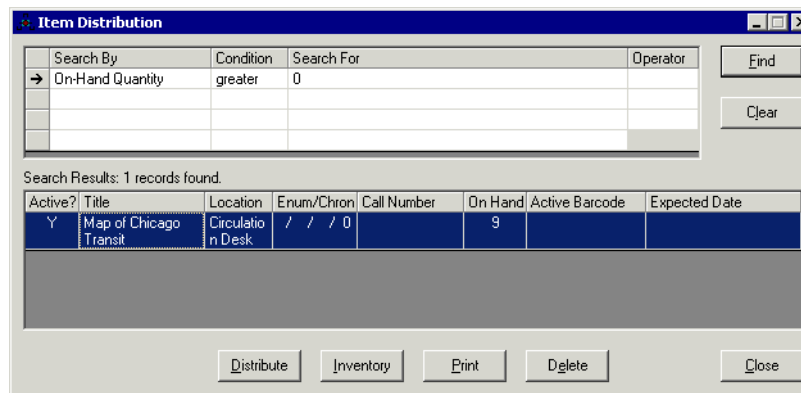 Item Distribution
Search By Condition Search For Operator
On-Hand Quantity greater 0
Find
Clear
Search Results: 1 records found.
Active? Title Location Enum/Chron Call Number On Hand Active Barcode Expected Date
Y Map of Chicago Circulatio / / / 0 9
Transit n Desk
Distribute Inventory Print Delete Close